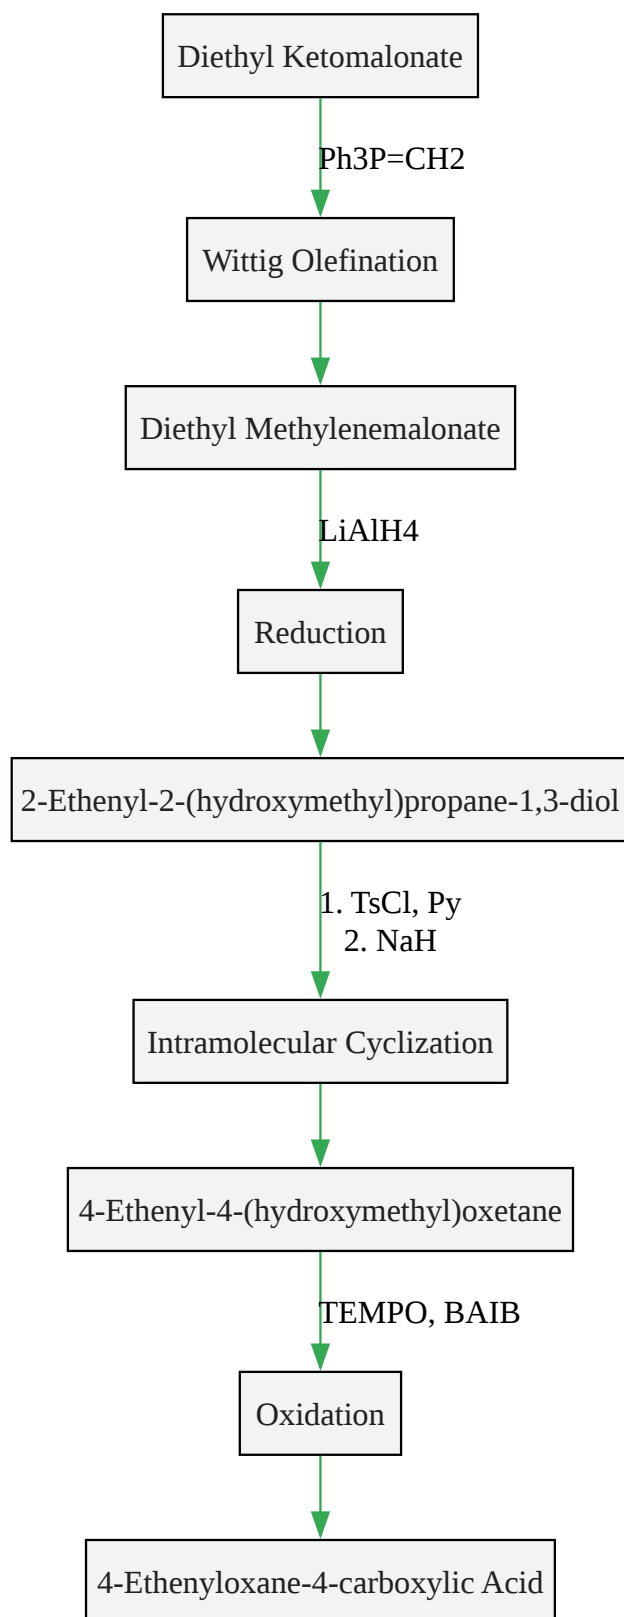 Diethyl Ketomalonate
Ph3P=CH2
Wittig Olefination
Diethyl Methylenemalonate
LiAlH4
Reduction
2-Ethenyl-2-(hydroxymethyl)propane-1,3-diol
1. TsCl, Py
2. NaH
Intramolecular Cyclization
4-Ethenyl-4-(hydroxymethyl)oxetane
TEMPO, BAIB
Oxidation
4-Ethenyloxane-4-carboxylic Acid